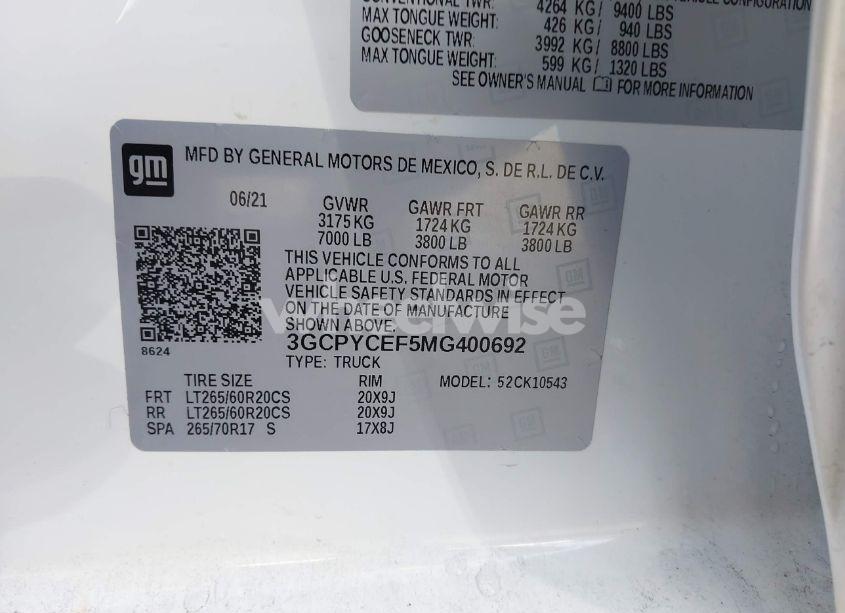 CONVENTIONAL TWR: 4264 KG/ 9400 LBS
MAX TONGUE WEIGHT: 426 KG/ 940 LBS
GOOSENECK TWR: 3992 KG/ 8800 LBS
MAX TONGUE WEIGHT: 599 KG/ 1320 LBS
SEE OWNER'S MANUAL FOR MORE INFORMATION
gm MFD BY GENERAL MOTORS DE MEXICO, S. DE R.L. DE C.V.
06/21 GVWR GAWR FRT GAWR RR
3175 KG 1724 KG 1724 KG
7000 LB 3800 LB 3800 LB
THIS VEHICLE CONFORMS TO ALL
APPLICABLE U.S. FEDERAL MOTOR
VEHICLE SAFETY STANDARDS IN EFFECT
ON THE DATE OF MANUFACTURE
SHOWN ABOVE.
8624
3GCPYCEF5MG400692
TYPE: TRUCK
TIRE SIZE RIM MODEL: 52CK10543
FRT LT265/60R20CS 20X9J
RR LT265/60R20CS 20X9J
SPA 265/70R17 S 17X8J